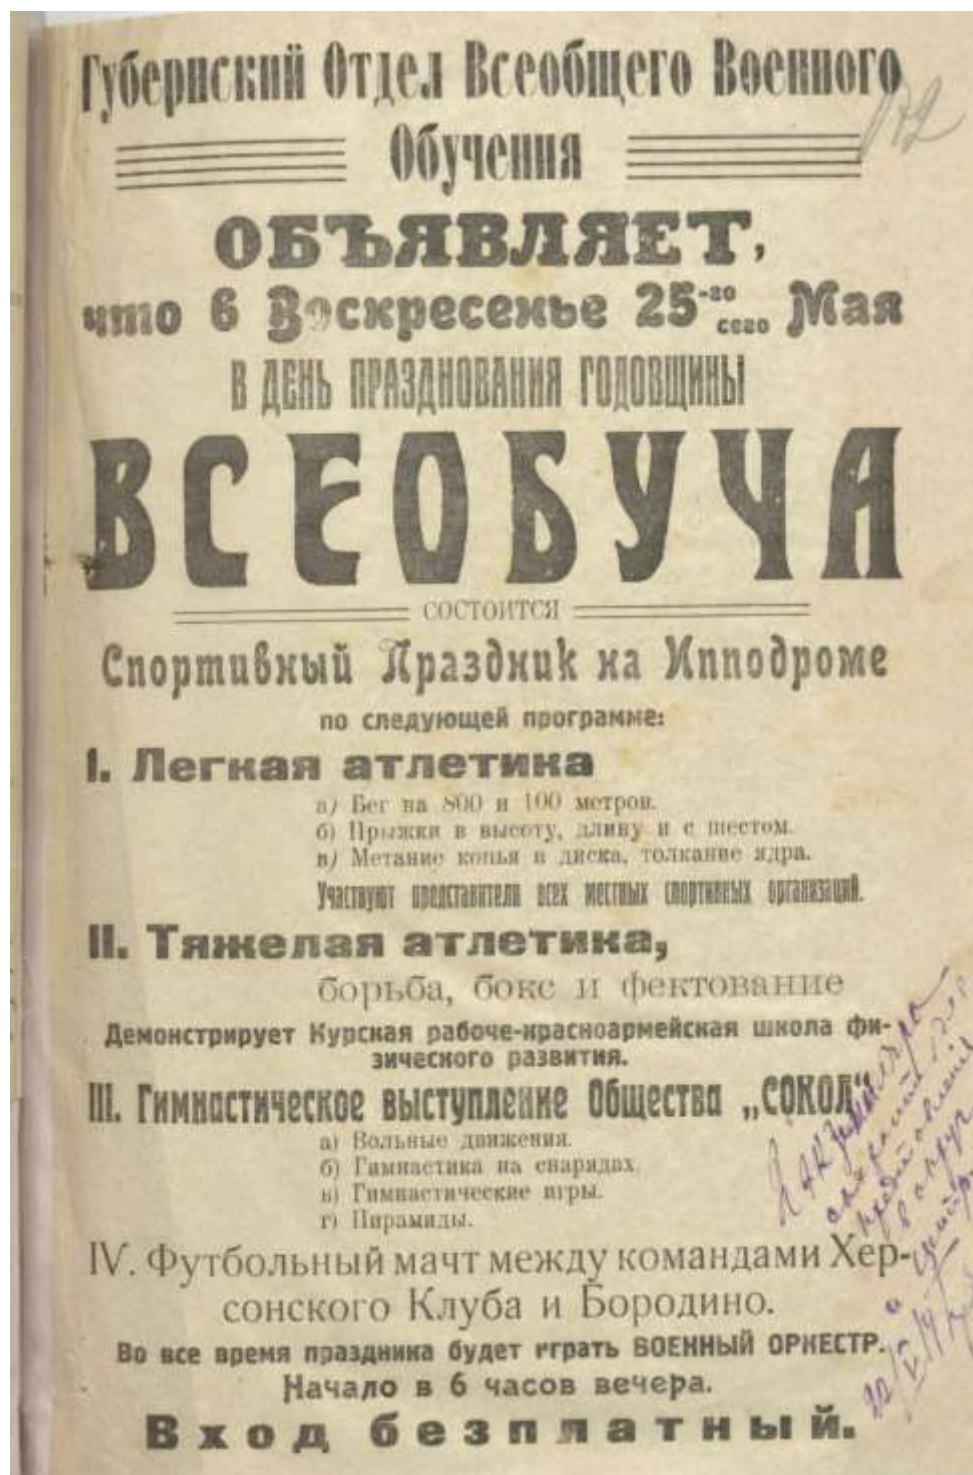 Губернский Отдел Всеобщего Военного
Обучения
ОБЪЯВЛЯЕТ,
что в Воскресенье 25-го сего Мая
В ДЕНЬ ПРАЗДНОВАНИЯ ГОДОВЩИНЫ
ВСЕОБУЧА
СОСТОИТСЯ
Спортивный Праздник на Ипподроме
по следующей программе:
I. Легкая атлетика
а) Бег на 800 и 100 метров.
б) Прыжки в высоту, длину и с шестом.
в) Метание копья и диска, толкание ядра.
Участвуют представители всех местных спортивных организаций.
II. Тяжелая атлетика,
борьба, бокс и фектование
Демонстрирует Курская рабоче-красноармейская школа фи-
зического развития.
III. Гимнастическое выступление Общества „СОКОЛ“
а) Вольные движения.
б) Гимнастика на снарядах.
в) Гимнастические игры.
г) Пирамиды.
IV. Футбольный мачт между командами Хер-
сонского Клуба и Бородино.
Во все время праздника будет играть ВОЕННЫЙ ОРКЕСТР.
Начало в 6 часов вечера.
Вход безплатный.